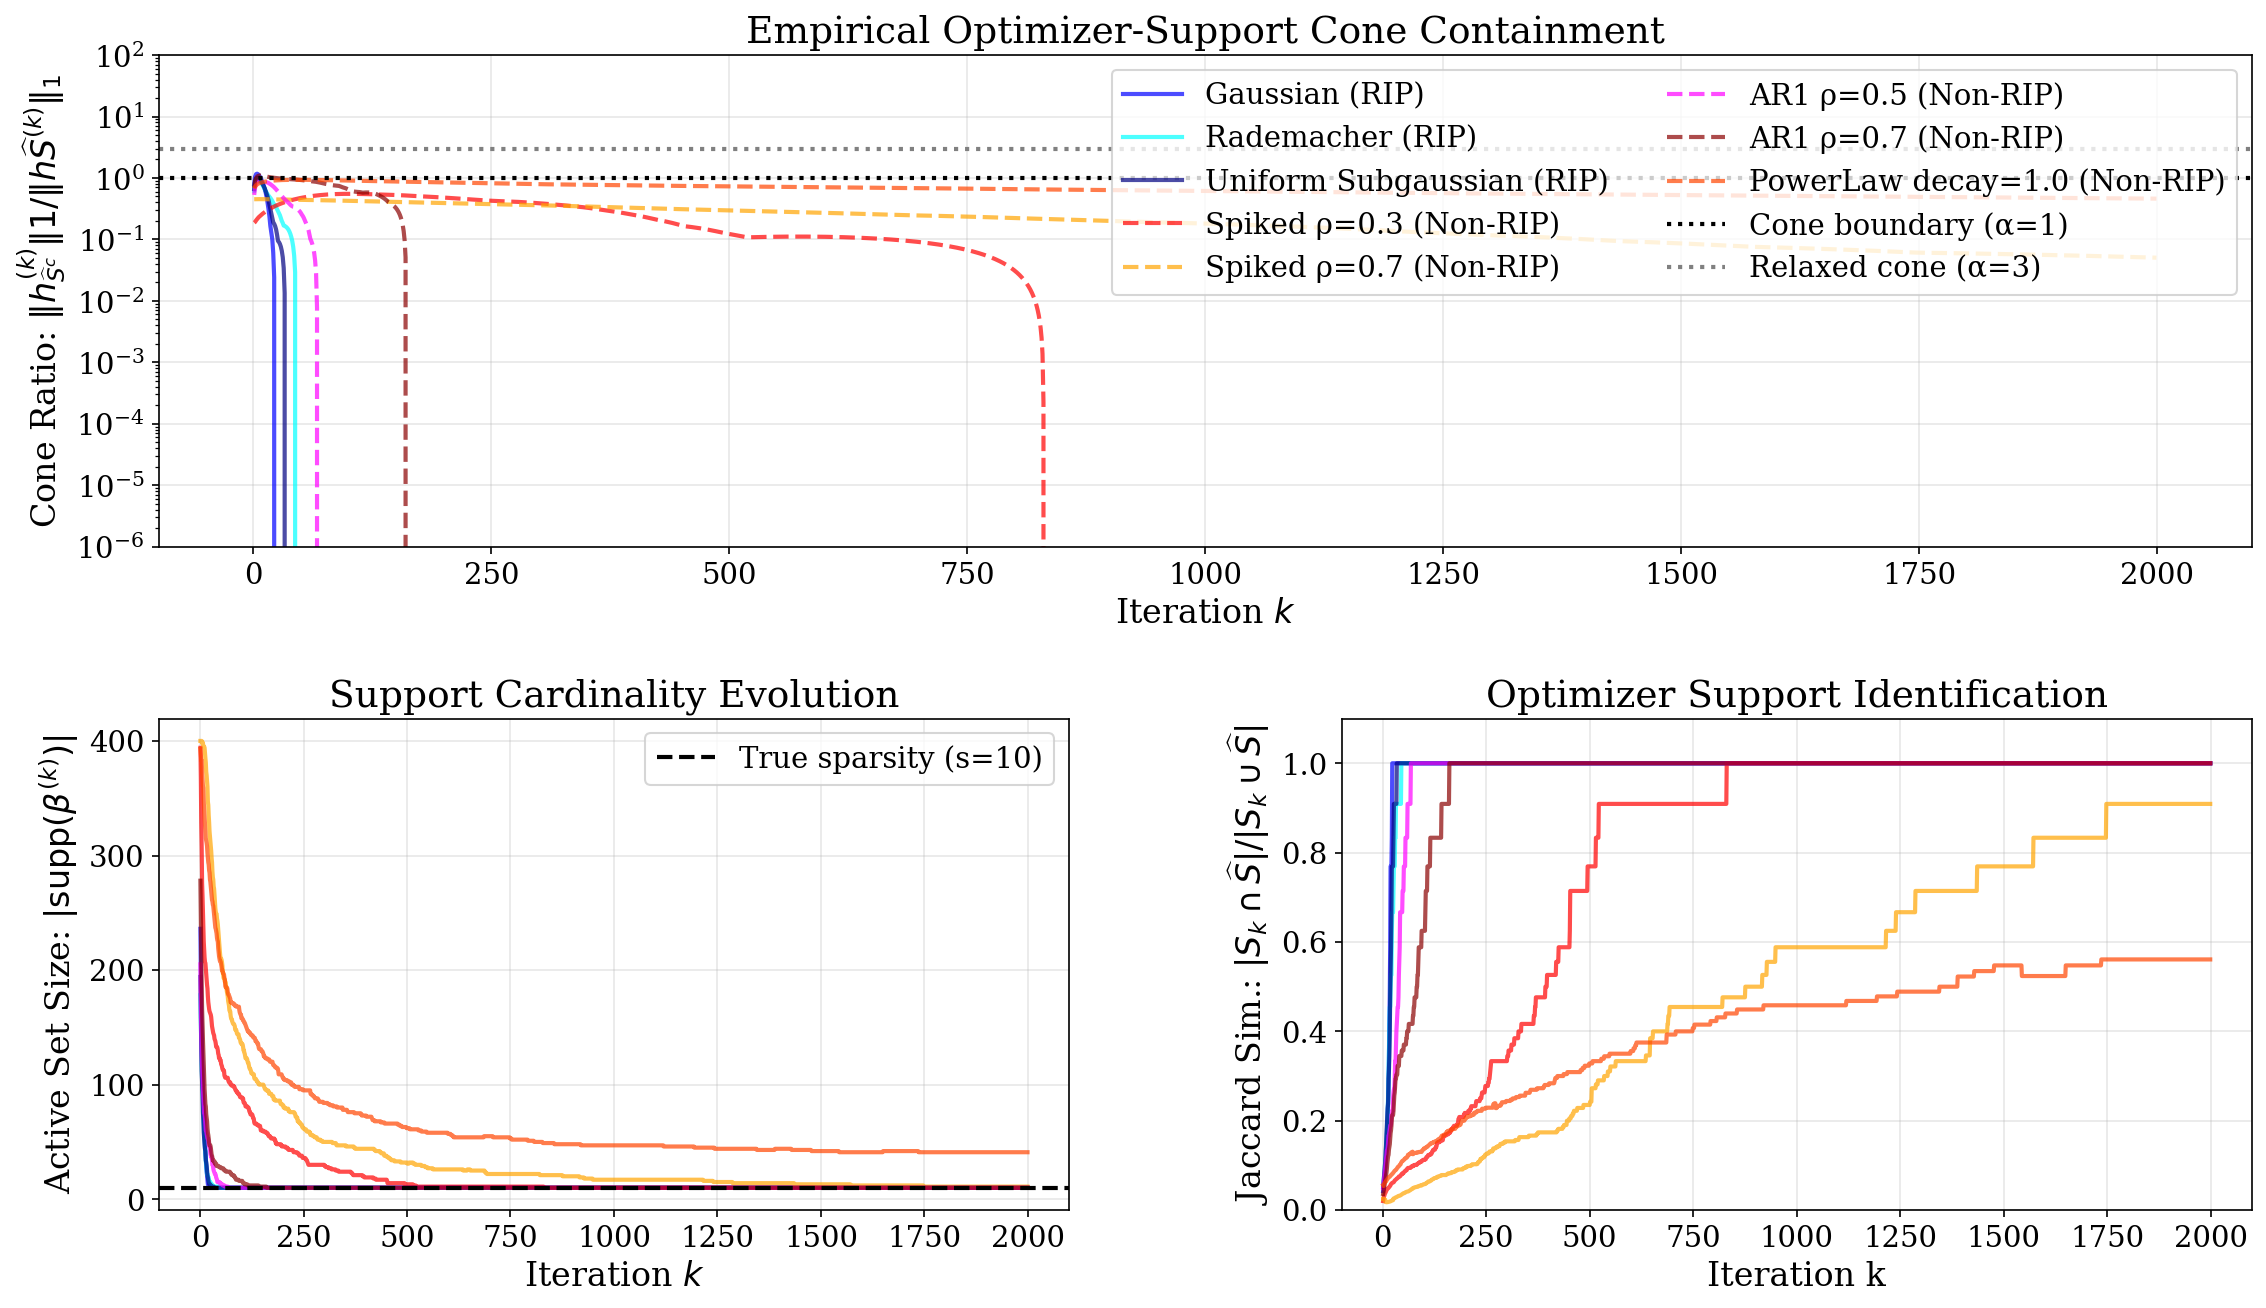 Empirical Optimizer-Support Cone Containment
Cone Ratio: ‖h_{Ŝ^c}^{(k)}‖1/‖hŜ^{(k)}‖_1
10^2
10^1
10^0
10^{-1}
10^{-2}
10^{-3}
10^{-4}
10^{-5}
10^{-6}
Gaussian (RIP)
Rademacher (RIP)
Uniform Subgaussian (RIP)
Spiked ρ=0.3 (Non-RIP)
Spiked ρ=0.7 (Non-RIP)
AR1 ρ=0.5 (Non-RIP)
AR1 ρ=0.7 (Non-RIP)
PowerLaw decay=1.0 (Non-RIP)
Cone boundary (α=1)
Relaxed cone (α=3)
0 250 500 750 1000 1250 1500 1750 2000
Iteration k
Support Cardinality Evolution
Active Set Size: |supp(β^{(k)})|
400
300
200
100
0
True sparsity (s=10)
0 250 500 750 1000 1250 1500 1750 2000
Iteration k
Optimizer Support Identification
Jaccard Sim.: |S_k ∩ Ŝ|/|S_k ∪ Ŝ|
1.0
0.8
0.6
0.4
0.2
0.0
0 250 500 750 1000 1250 1500 1750 2000
Iteration k